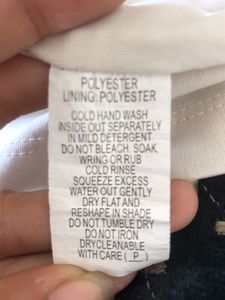 POLYESTER
LINING: POLYESTER
COLD HAND WASH
INSIDE OUT SEPARATELY
IN MILD DETERGENT
DO NOT BLEACH, SOAK,
WRING OR RUB
COLD RINSE
SQUEEZE EXCESS
WATER OUT GENTLY
DRY FLAT AND
RESHAPE IN SHADE
DO NOT TUMBLE DRY
DO NOT IRON
DRYCLEANABLE
WITH CARE ( P )